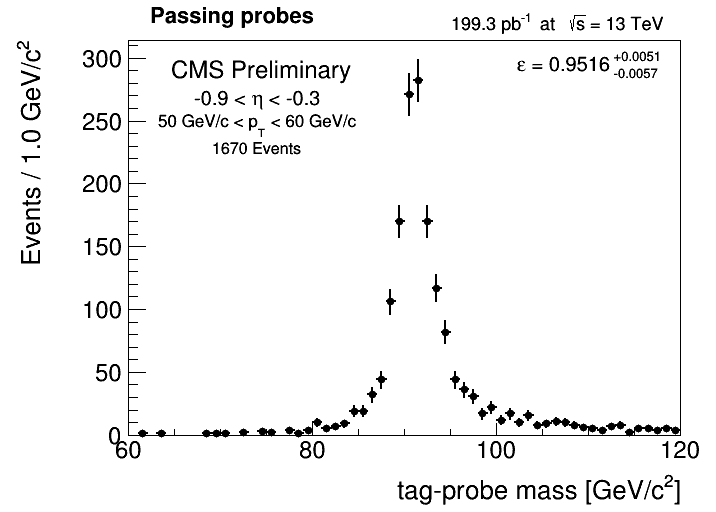 Passing probes
199.3 pb⁻¹ at √s = 13 TeV
CMS Preliminary
ε = 0.9516 +0.0051 -0.0057
-0.9 < η < -0.3
50 GeV/c < p_T < 60 GeV/c
1670 Events
Events / 1.0 GeV/c²
300
250
200
150
100
50
0
60 80 100 120
tag-probe mass [GeV/c²]